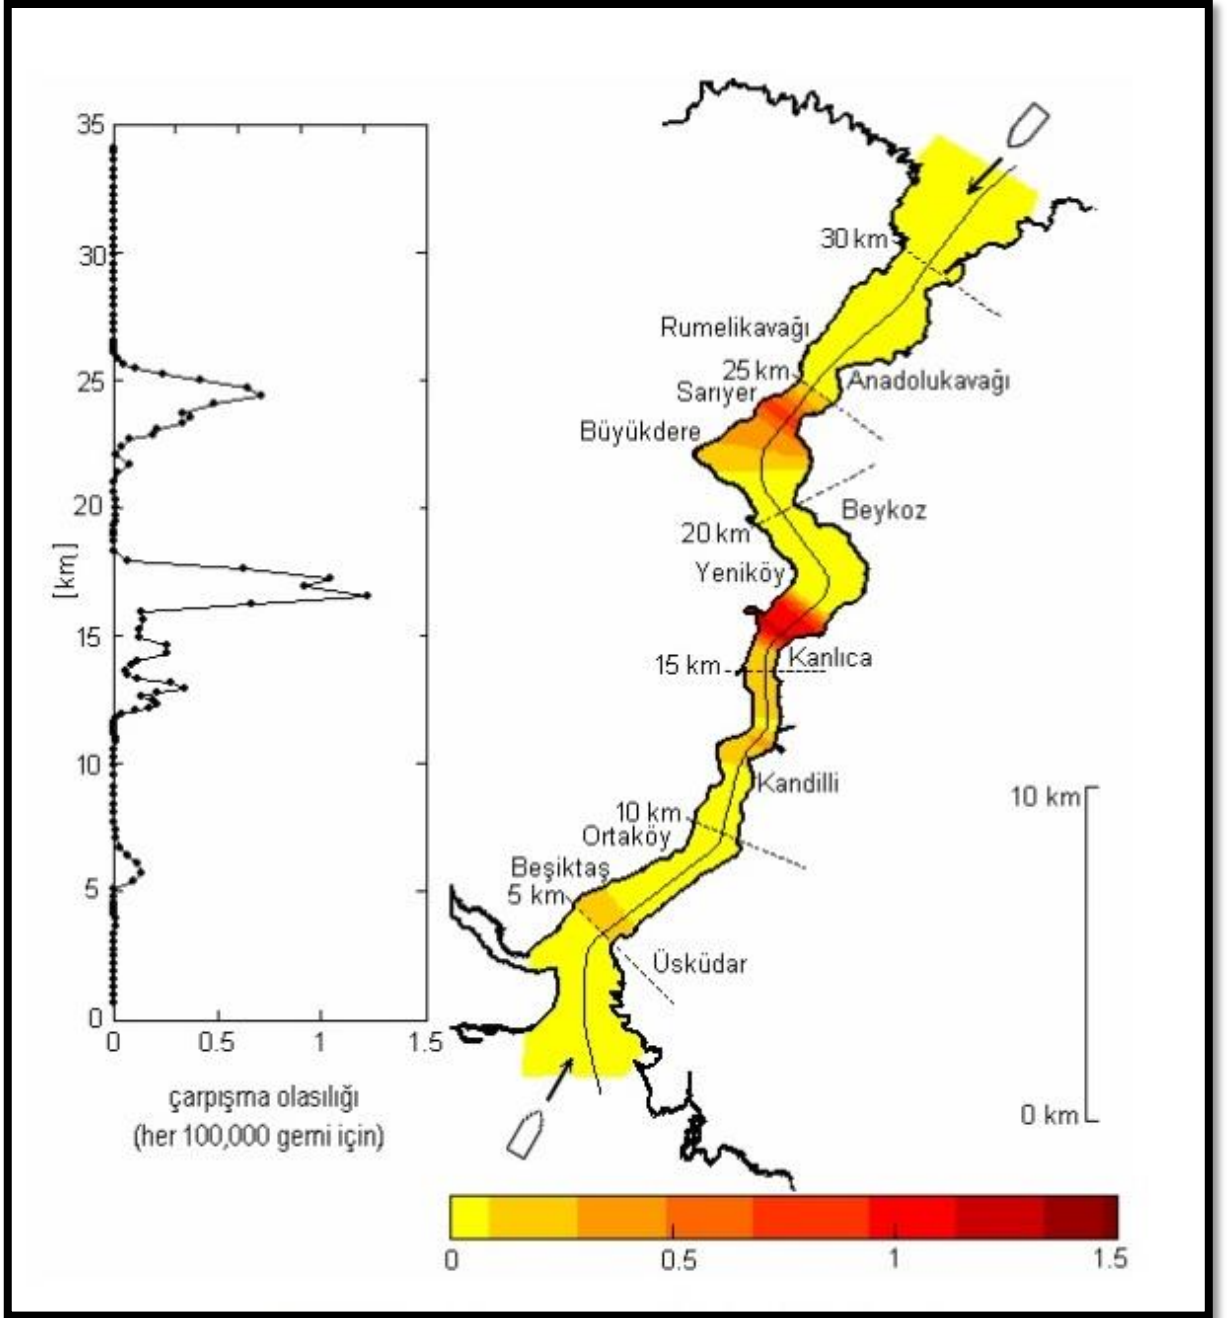 35
30
25
20
15
10
5
0
[km]
0
0.5
1
1.5
çarpışma olasılığı
(her 100,000 gemi için)
30 km
Rumelikavağı
25 km
Anadolukavağı
Sarıyer
Büyükdere
Beykoz
20 km
Yeniköy
Kanlıca
15 km
Kandilli
10 km
Ortaköy
Beşiktaş
5 km
Üsküdar
10 km
0 km
0
0.5
1
1.5